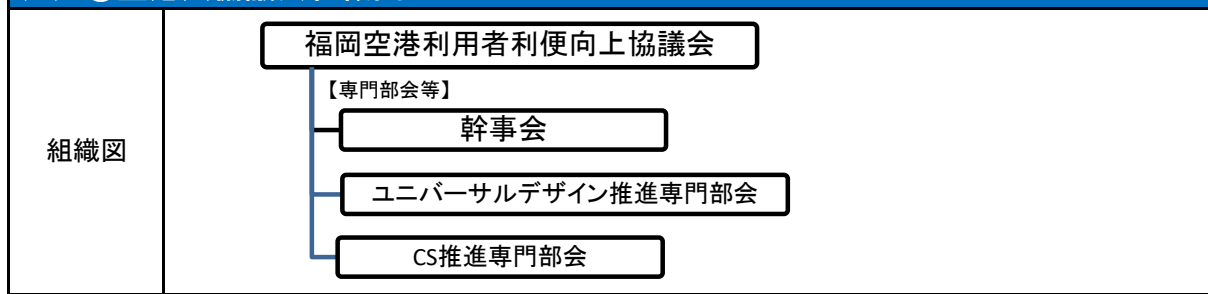 福岡空港利用者利便向上協議会
【専門部会等】
幹事会
組織図
ユニバーサルデザイン推進専門部会
CS推進専門部会